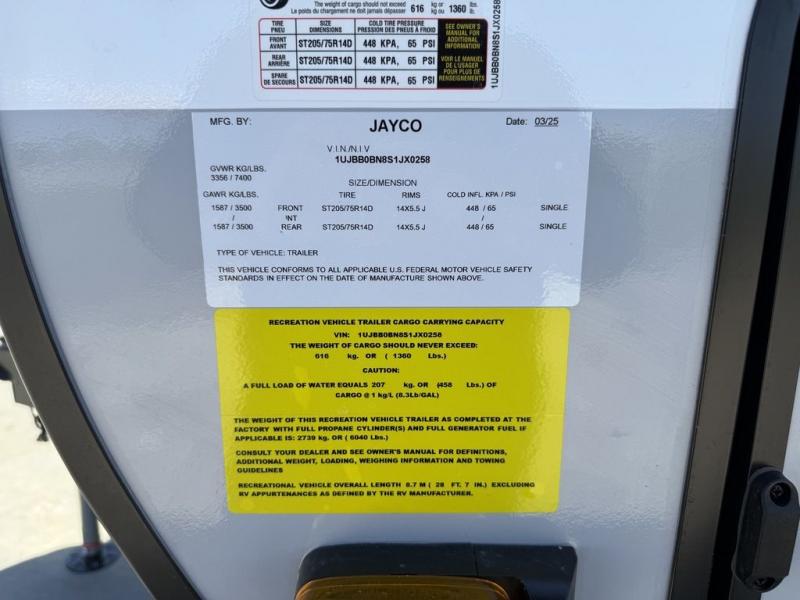 The weight of cargo should not exceed 616 kg or 1360 lbs.
Le poids du chargement ne doit jamais dépasser kg ou lb.
TIRE PNEU SIZE DIMENSIONS COLD TIRE PRESSURE PRESSION DES PNEUS À FROID
FRONT AVANT ST205/75R14D 448 KPA, 65 PSI
REAR ARRIÈRE ST205/75R14D 448 KPA, 65 PSI
SPARE DE SECOURS ST205/75R14D 448 KPA, 65 PSI
SEE OWNER'S
MANUAL FOR
ADDITIONAL
INFORMATION
VOIR LE MANUEL
DE L'USAGER
POUR PLUS DE
RENSEIGNEMENTS
1UJBB0BN8S1JX0258
MFG. BY: JAYCO Date: 03/25
V.I.N./N.I.V
1UJBB0BN8S1JX0258
GVWR KG/LBS.
3356 / 7400
SIZE/DIMENSION
GAWR KG/LBS. TIRE RIMS COLD INFL. KPA / PSI
1587 / 3500 FRONT ST205/75R14D 14X5.5 J 448 / 65 SINGLE
/ INT /
1587 / 3500 REAR ST205/75R14D 14X5.5 J 448 / 65 SINGLE
TYPE OF VEHICLE: TRAILER
THIS VEHICLE CONFORMS TO ALL APPLICABLE U.S. FEDERAL MOTOR VEHICLE SAFETY
STANDARDS IN EFFECT ON THE DATE OF MANUFACTURE SHOWN ABOVE.
RECREATION VEHICLE TRAILER CARGO CARRYING CAPACITY
VIN: 1UJBB0BN8S1JX0258
THE WEIGHT OF CARGO SHOULD NEVER EXCEED:
616 kg. OR ( 1360 Lbs.)
CAUTION:
A FULL LOAD OF WATER EQUALS 207 kg. OR (458 Lbs.) OF
CARGO @ 1 kg/L (8.3Lb/GAL)
THE WEIGHT OF THIS RECREATION VEHICLE TRAILER AS COMPLETED AT THE
FACTORY WITH FULL PROPANE CYLINDER(S) AND FULL GENERATOR FUEL IF
APPLICABLE IS: 2739 kg. OR ( 6040 Lbs.)
CONSULT YOUR DEALER AND SEE OWNER'S MANUAL FOR DEFINITIONS,
ADDITIONAL WEIGHT, LOADING, WEIGHING INFORMATION AND TOWING
GUIDELINES
RECREATIONAL VEHICLE OVERALL LENGTH 8.7 M ( 28 FT. 7 IN.) EXCLUDING
RV APPURTENANCES AS DEFINED BY THE RV MANUFACTURER.